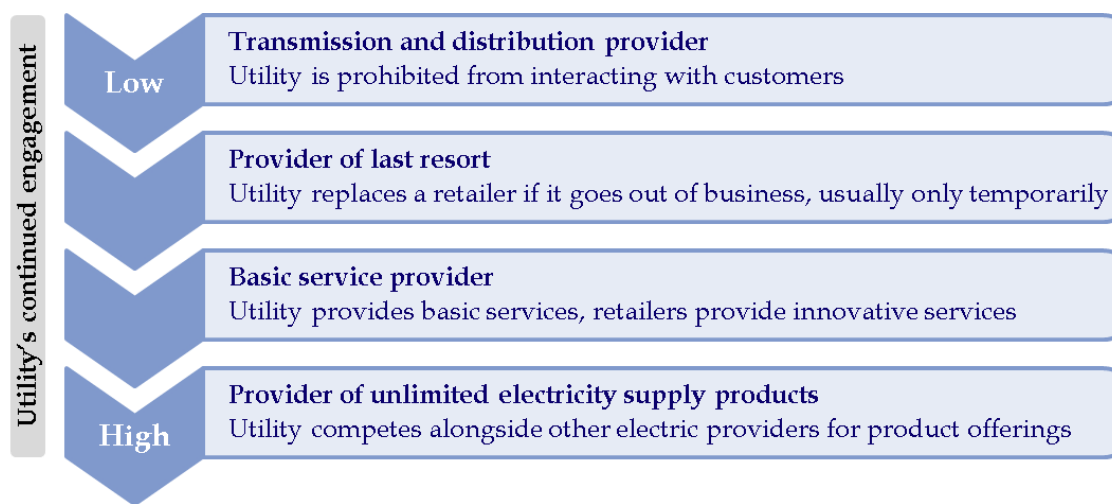 Utility's continued engagement
Low
Transmission and distribution provider
Utility is prohibited from interacting with customers
Provider of last resort
Utility replaces a retailer if it goes out of business, usually only temporarily
Basic service provider
Utility provides basic services, retailers provide innovative services
High
Provider of unlimited electricity supply products
Utility competes alongside other electric providers for product offerings